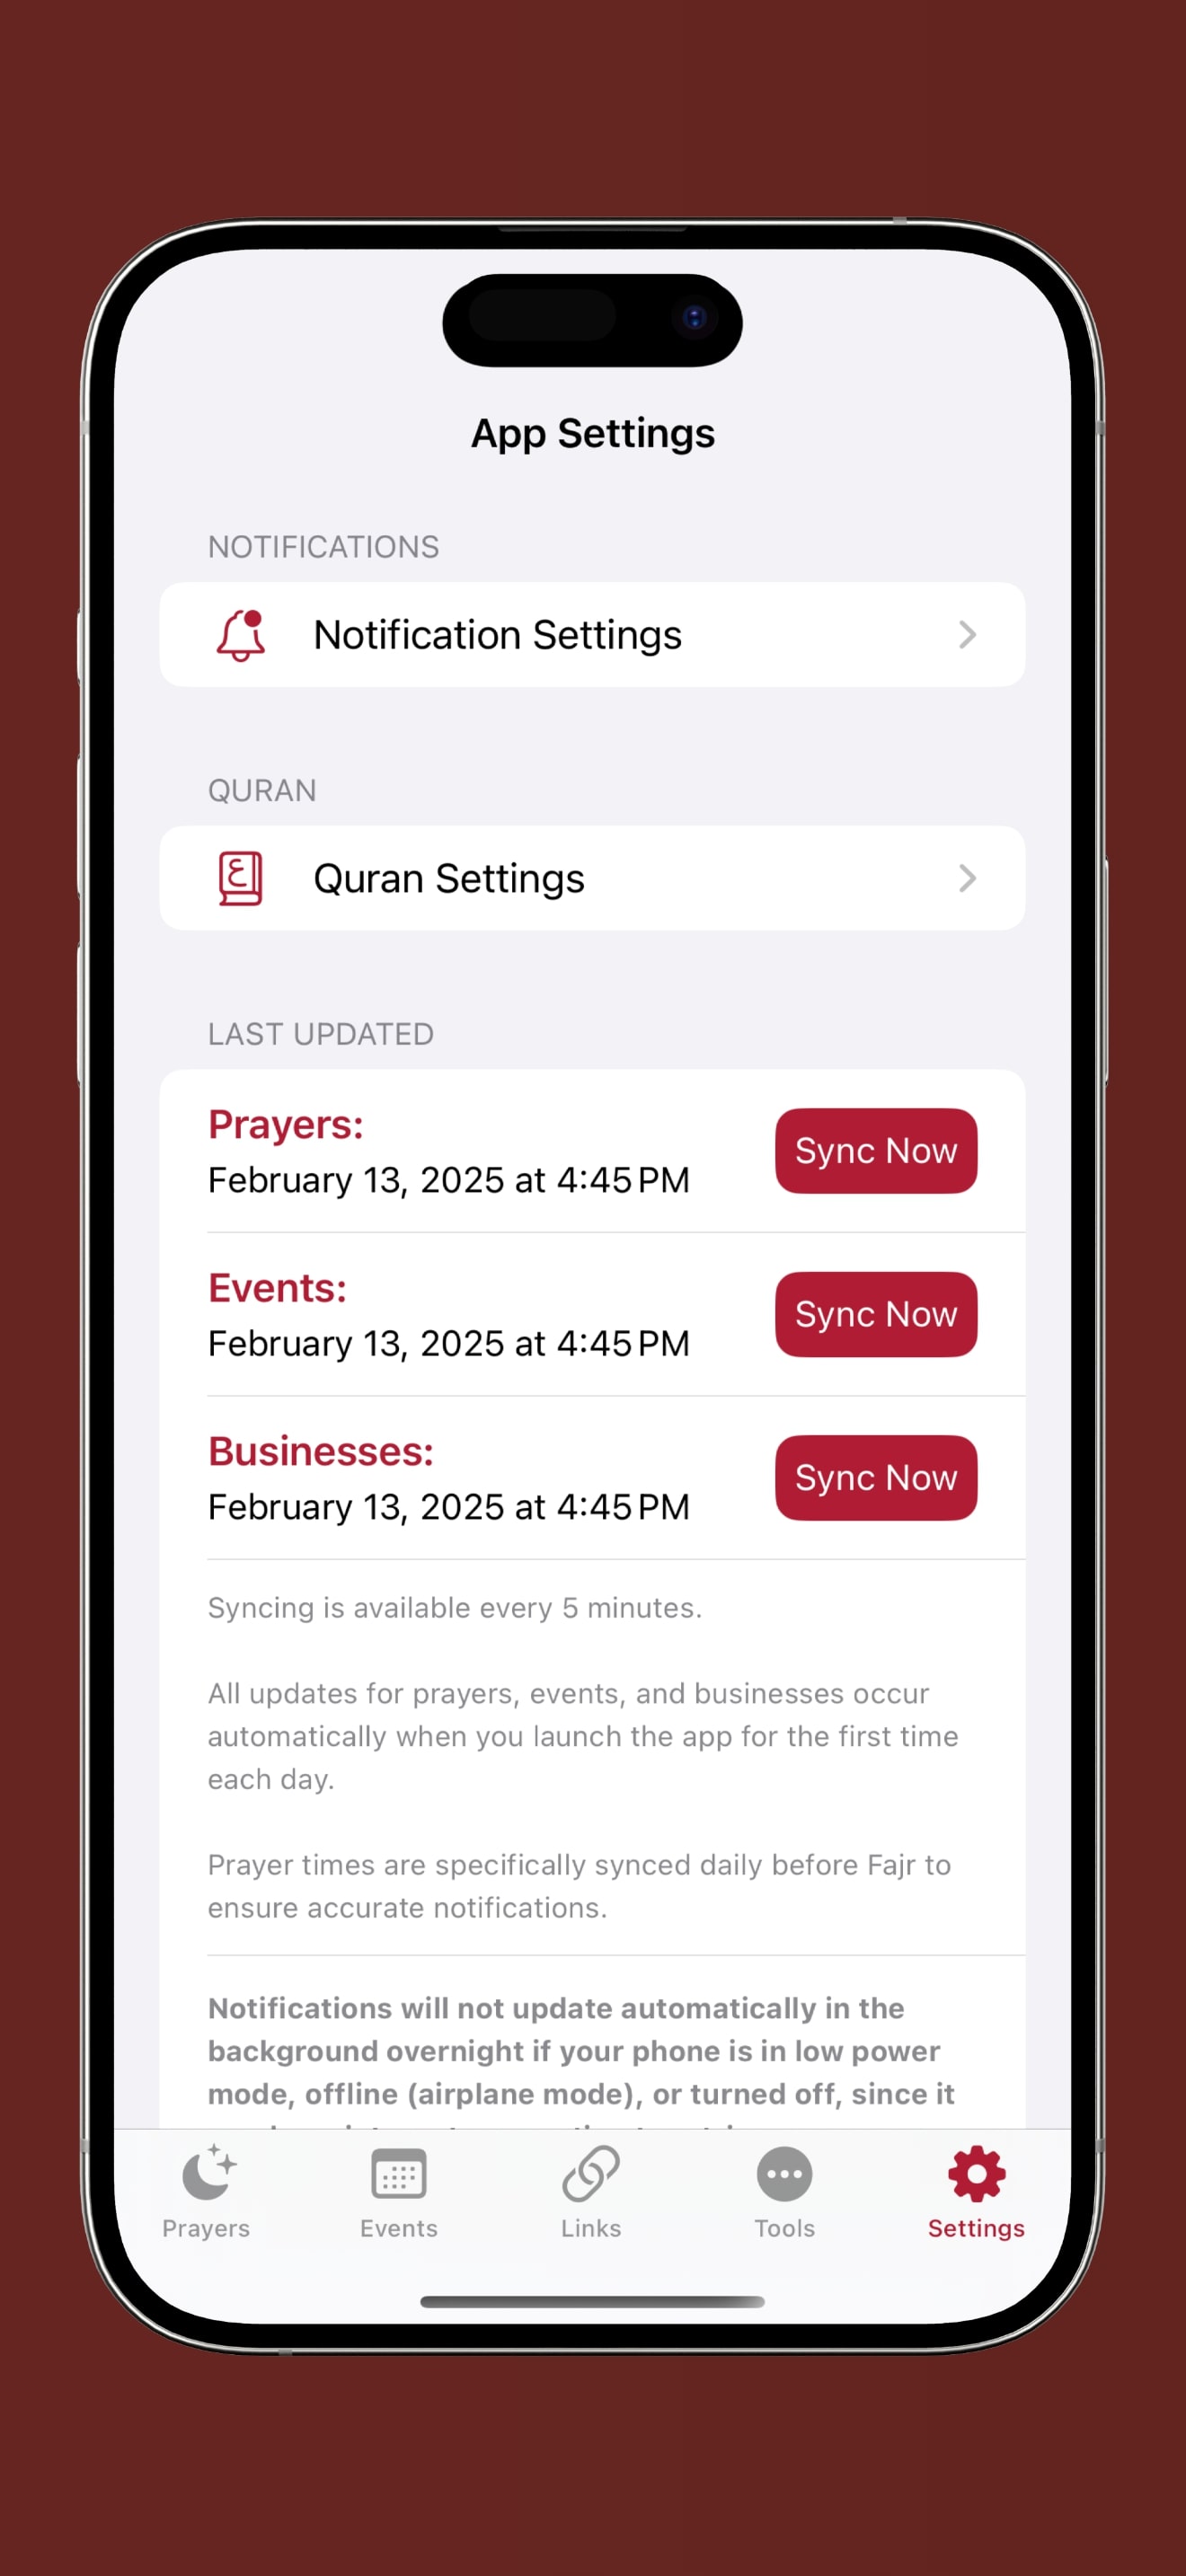 App Settings
NOTIFICATIONS
Notification Settings
QURAN
Quran Settings
LAST UPDATED
Prayers:
February 13, 2025 at 4:45 PM
Sync Now
Events:
February 13, 2025 at 4:45 PM
Sync Now
Businesses:
February 13, 2025 at 4:45 PM
Sync Now
Syncing is available every 5 minutes.
All updates for prayers, events, and businesses occur
automatically when you launch the app for the first time
each day.
Prayer times are specifically synced daily before Fajr to
ensure accurate notifications.
Notifications will not update automatically in the
background overnight if your phone is in low power
mode, offline (airplane mode), or turned off, since it
Prayers
Events
Links
Tools
Settings